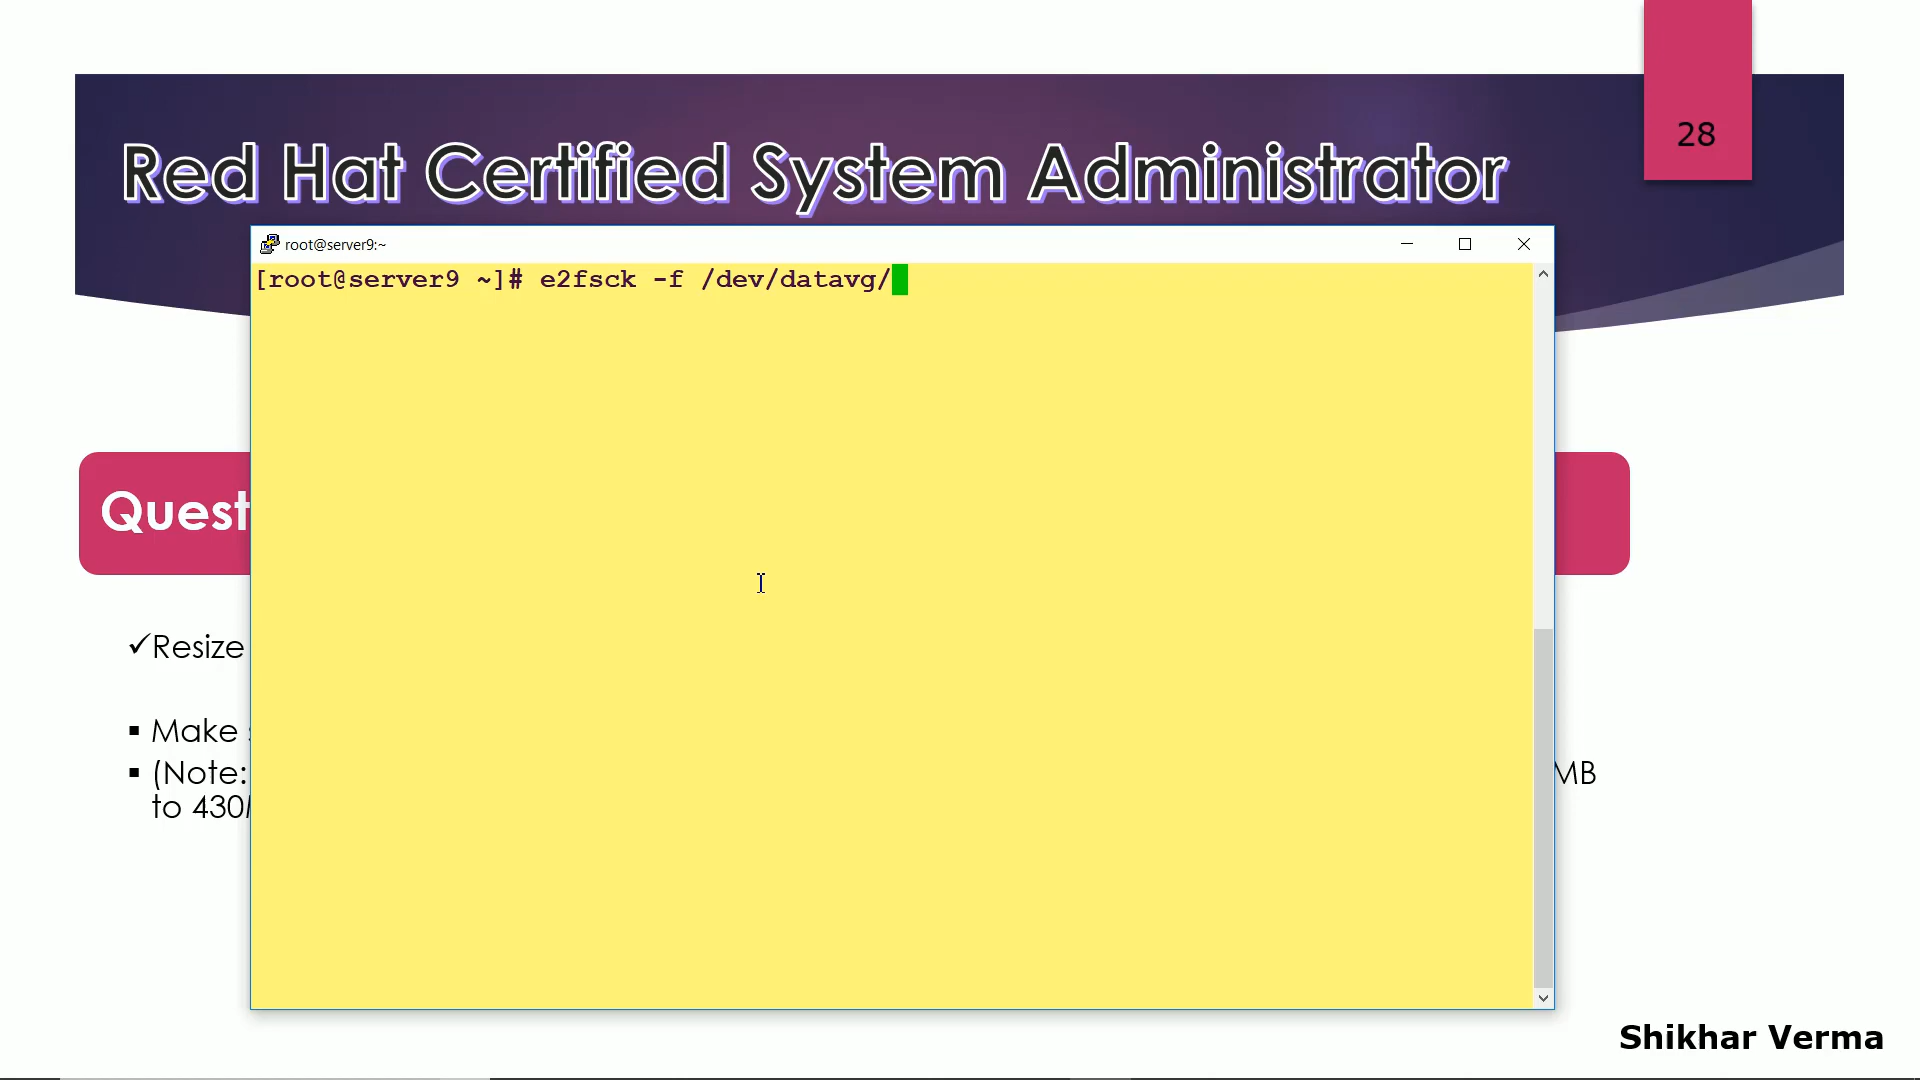 28
Red Hat Certified System Administrator
root@server9:~
[root@server9 ~]# e2fsck -f /dev/datavg/
Quest
✓Resize
▪ Make
▪ (Note: MB
to 430
Shikhar Verma